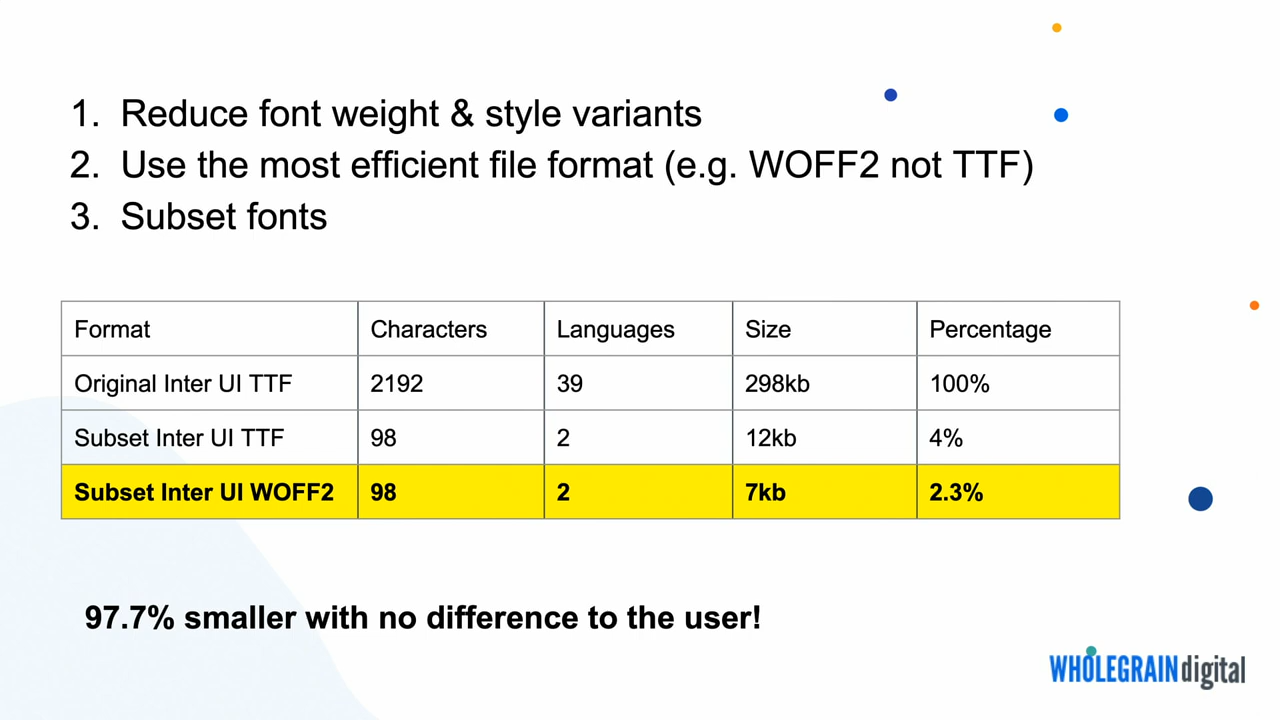 1. Reduce font weight & style variants
2. Use the most efficient file format (e.g. WOFF2 not TTF)
3. Subset fonts
Format Characters Languages Size Percentage
Original Inter UI TTF 2192 39 298kb 100%
Subset Inter UI TTF 98 2 12kb 4%
Subset Inter UI WOFF2 98 2 7kb 2.3%
97.7% smaller with no difference to the user!
WHOLEGRAIN digital